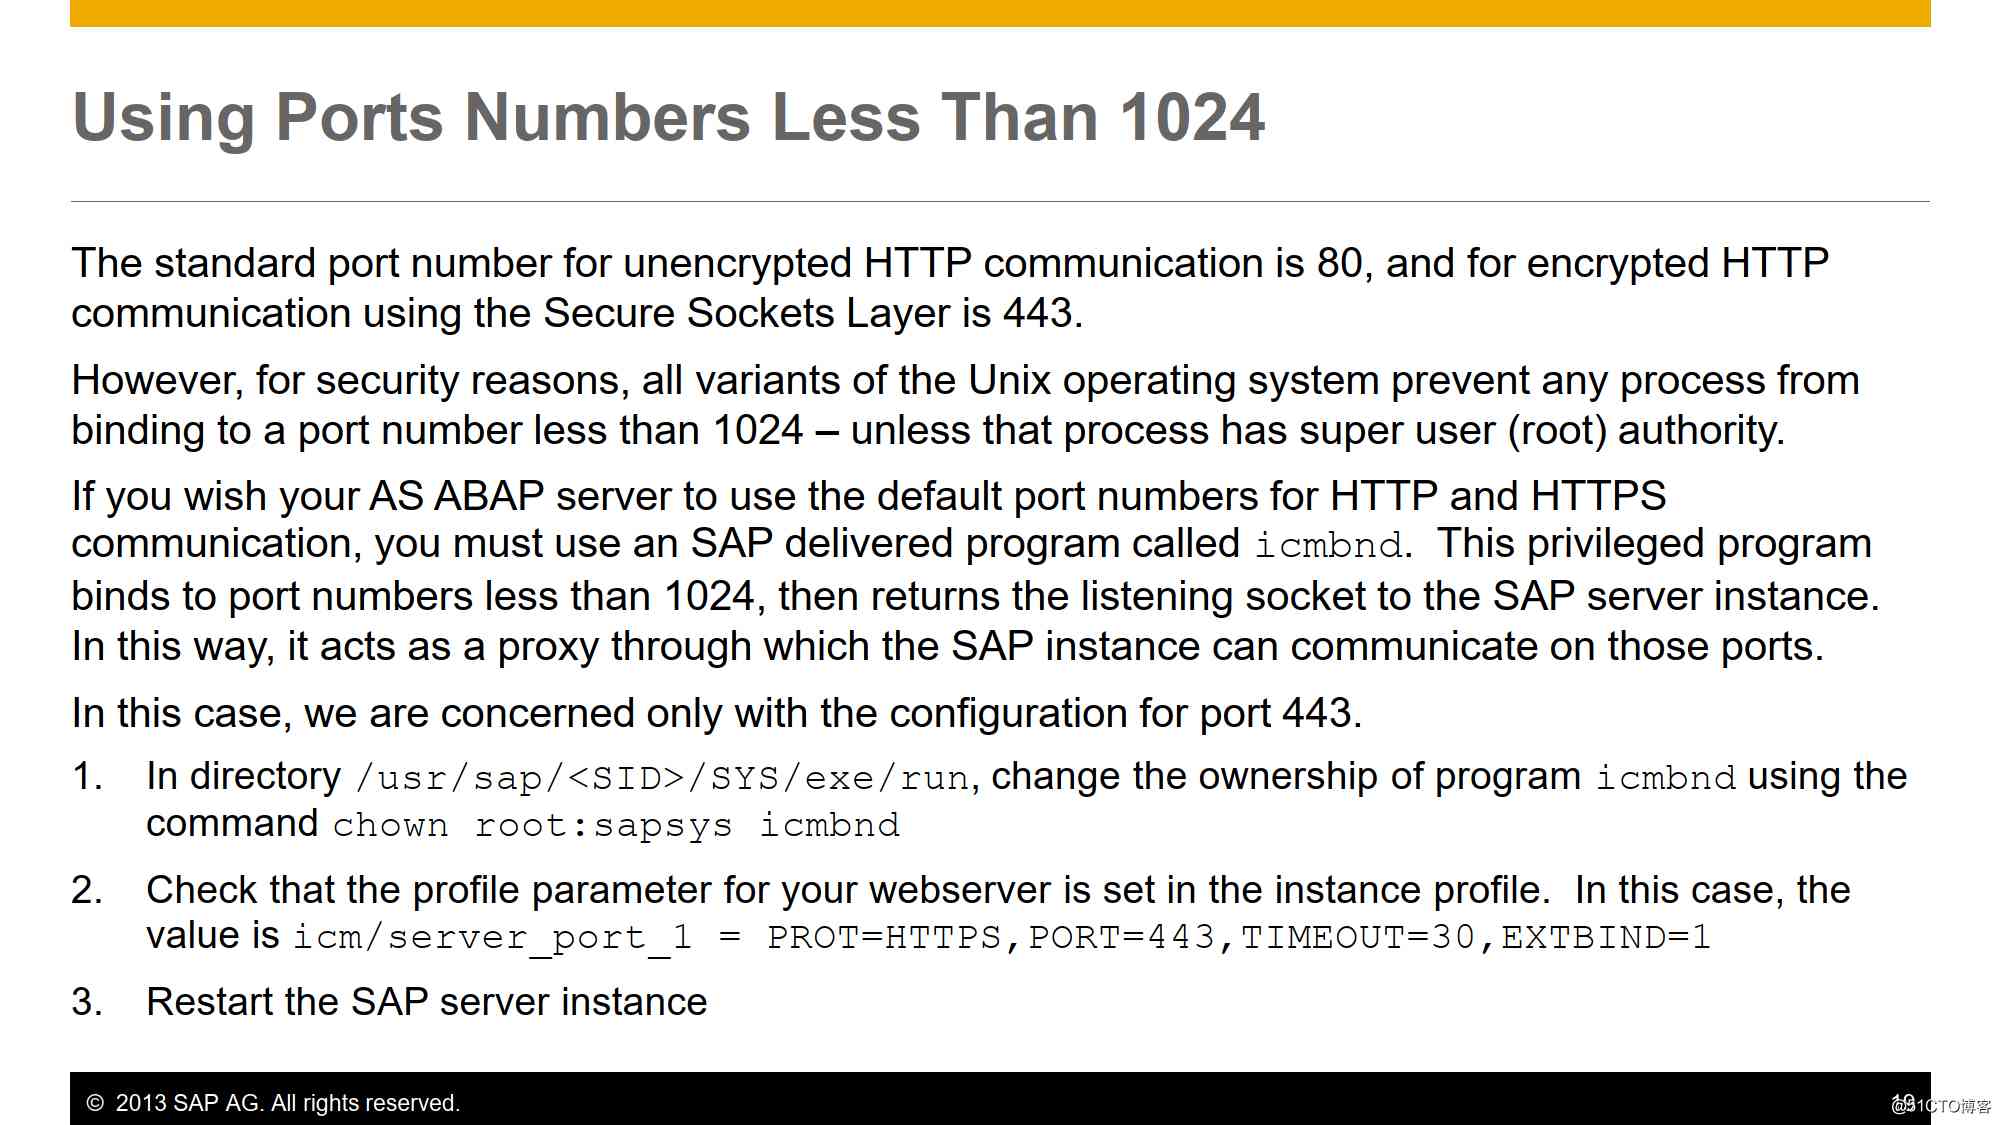 Using Ports Numbers Less Than 1024
The standard port number for unencrypted HTTP communication is 80, and for encrypted HTTP
communication using the Secure Sockets Layer is 443.
However, for security reasons, all variants of the Unix operating system prevent any process from
binding to a port number less than 1024 – unless that process has super user (root) authority.
If you wish your AS ABAP server to use the default port numbers for HTTP and HTTPS
communication, you must use an SAP delivered program called icmbnd.  This privileged program
binds to port numbers less than 1024, then returns the listening socket to the SAP server instance.
In this way, it acts as a proxy through which the SAP instance can communicate on those ports.
In this case, we are concerned only with the configuration for port 443.
1. In directory /usr/sap/<SID>/SYS/exe/run, change the ownership of program icmbnd using the
command chown root:sapsys icmbnd
2. Check that the profile parameter for your webserver is set in the instance profile.  In this case, the
value is icm/server_port_1 = PROT=HTTPS,PORT=443,TIMEOUT=30,EXTBIND=1
3. Restart the SAP server instance
© 2013 SAP AG. All rights reserved.
@51CTO博客